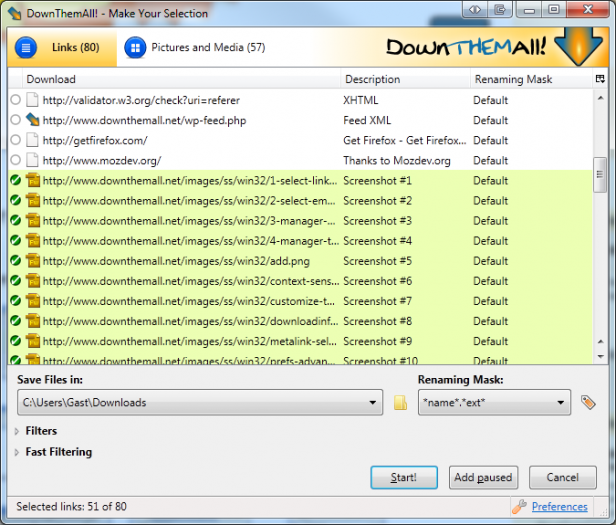 DownThemAll! - Make Your Selection
Links (80) Pictures and Media (57) DownTHEMAll!
Download Description Renaming Mask
http://validator.w3.org/check?uri=referer XHTML Default
http://www.downthemall.net/wp-feed.php Feed XML Default
http://getfirefox.com/ Get Firefox - Get Firefox... Default
http://www.mozdev.org/ Thanks to Mozdev.org Default
http://www.downthemall.net/images/ss/win32/1-select-link... Screenshot #1 Default
http://www.downthemall.net/images/ss/win32/2-select-em... Screenshot #2 Default
http://www.downthemall.net/images/ss/win32/3-manager-... Screenshot #3 Default
http://www.downthemall.net/images/ss/win32/4-manager-t... Screenshot #4 Default
http://www.downthemall.net/images/ss/win32/add.png Screenshot #5 Default
http://www.downthemall.net/images/ss/win32/context-sens... Screenshot #6 Default
http://www.downthemall.net/images/ss/win32/customize-t... Screenshot #7 Default
http://www.downthemall.net/images/ss/win32/downloadinf... Screenshot #8 Default
http://www.downthemall.net/images/ss/win32/metalink-sel... Screenshot #9 Default
http://www.downthemall.net/images/ss/win32/prefs-advan... Screenshot #10 Default
Save Files in: Renaming Mask:
C:\Users\Gast\Downloads *name*.*ext*
Filters
Fast Filtering
Start! Add paused Cancel
Selected links: 51 of 80 Preferences